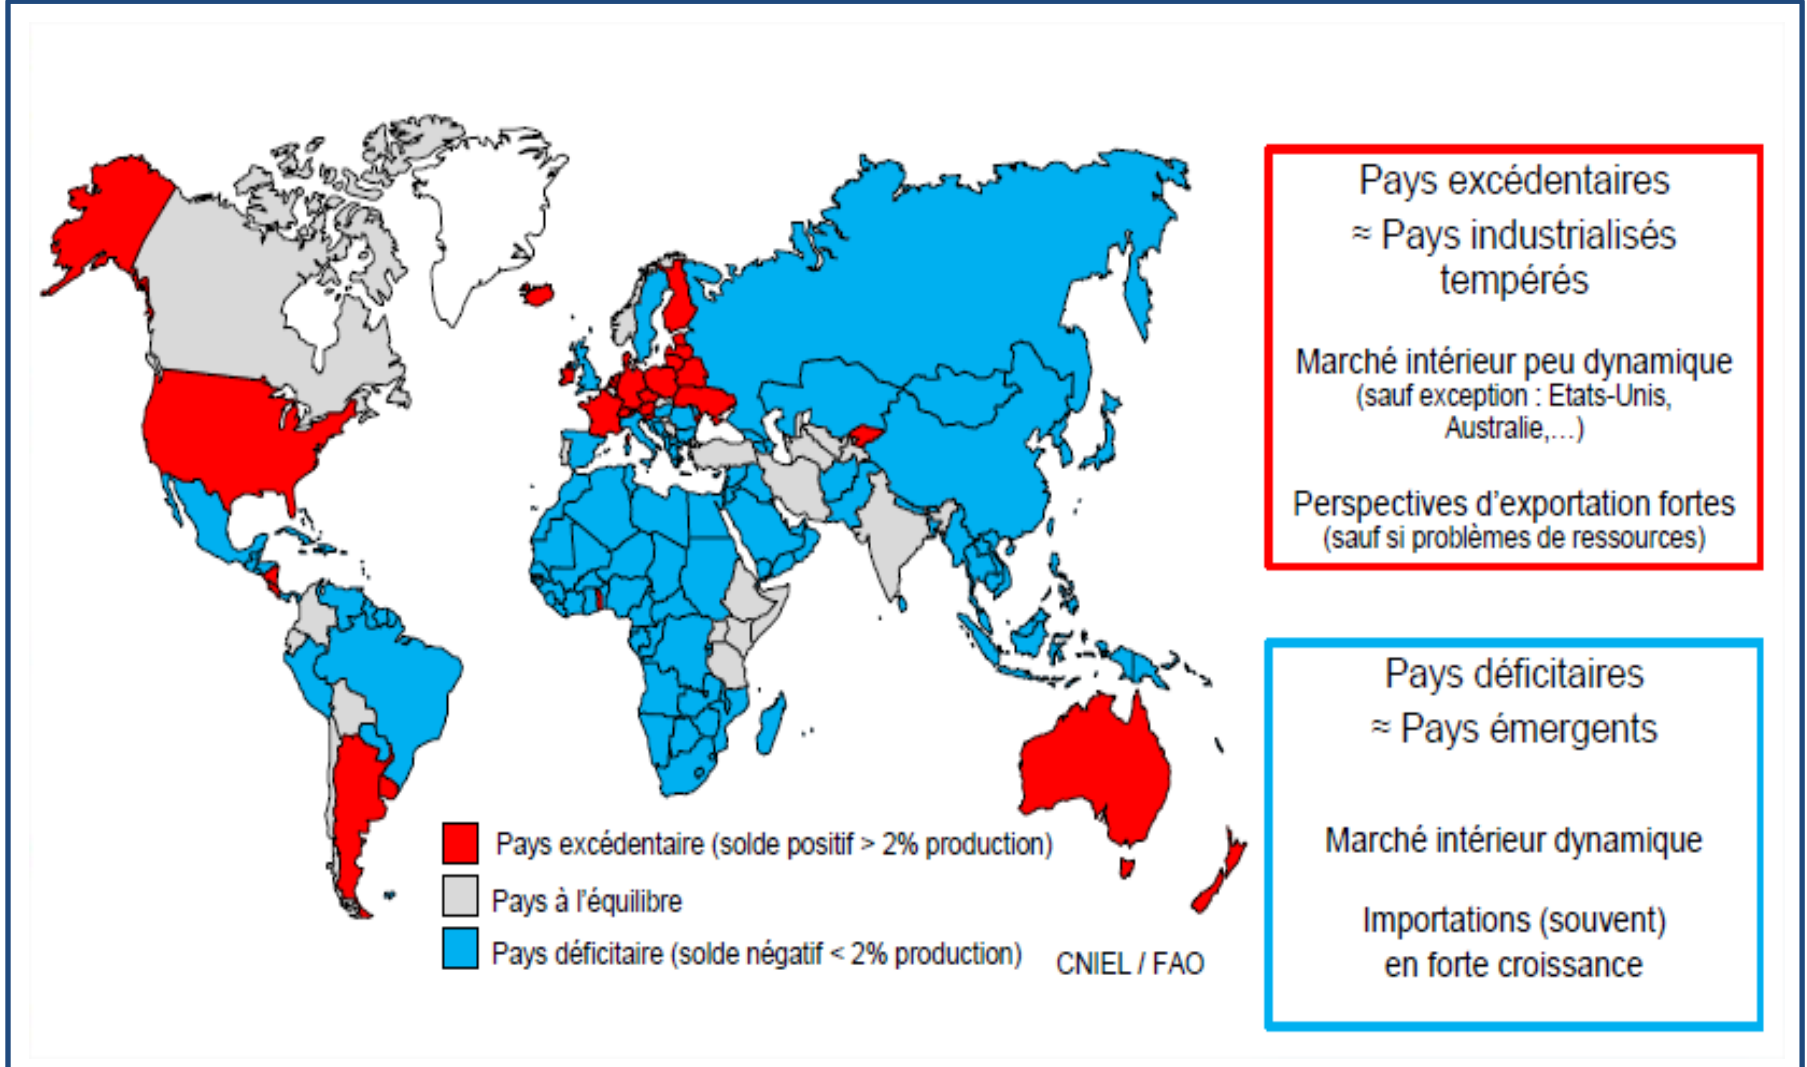 Pays excédentaires
≈ Pays industrialisés
tempérés
Marché intérieur peu dynamique
(sauf exception : Etats-Unis,
Australie,...)
Perspectives d'exportation fortes
(sauf si problèmes de ressources)
Pays déficitaires
≈ Pays émergents
Marché intérieur dynamique
Importations (souvent)
en forte croissance
Pays excédentaire (solde positif > 2% production)
Pays à l'équilibre
Pays déficitaire (solde négatif < 2% production)
CNIEL / FAO